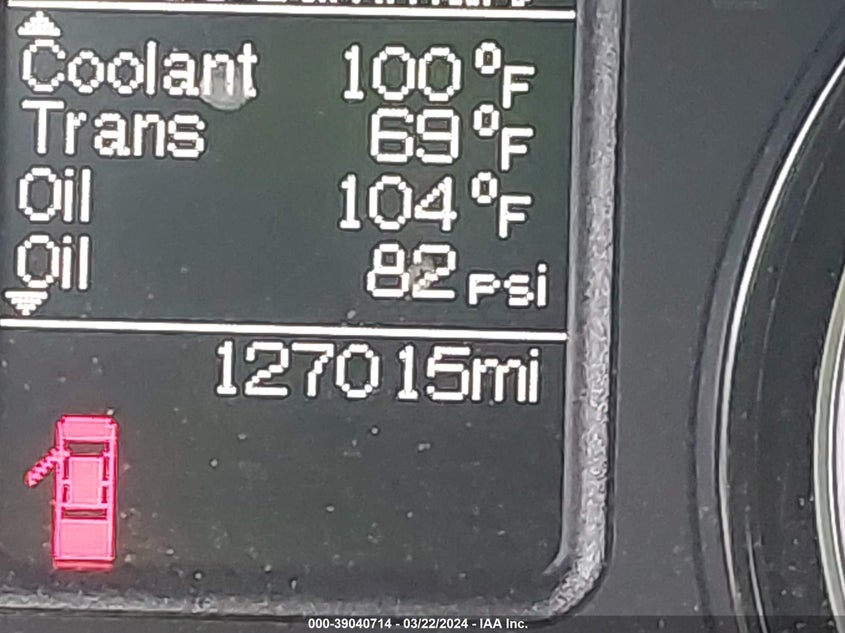 Coolant 100°F
Trans 69°F
Oil 104°F
Oil 82 psi
127015mi
000-39040714 - 03/22/2024 - IAA Inc.